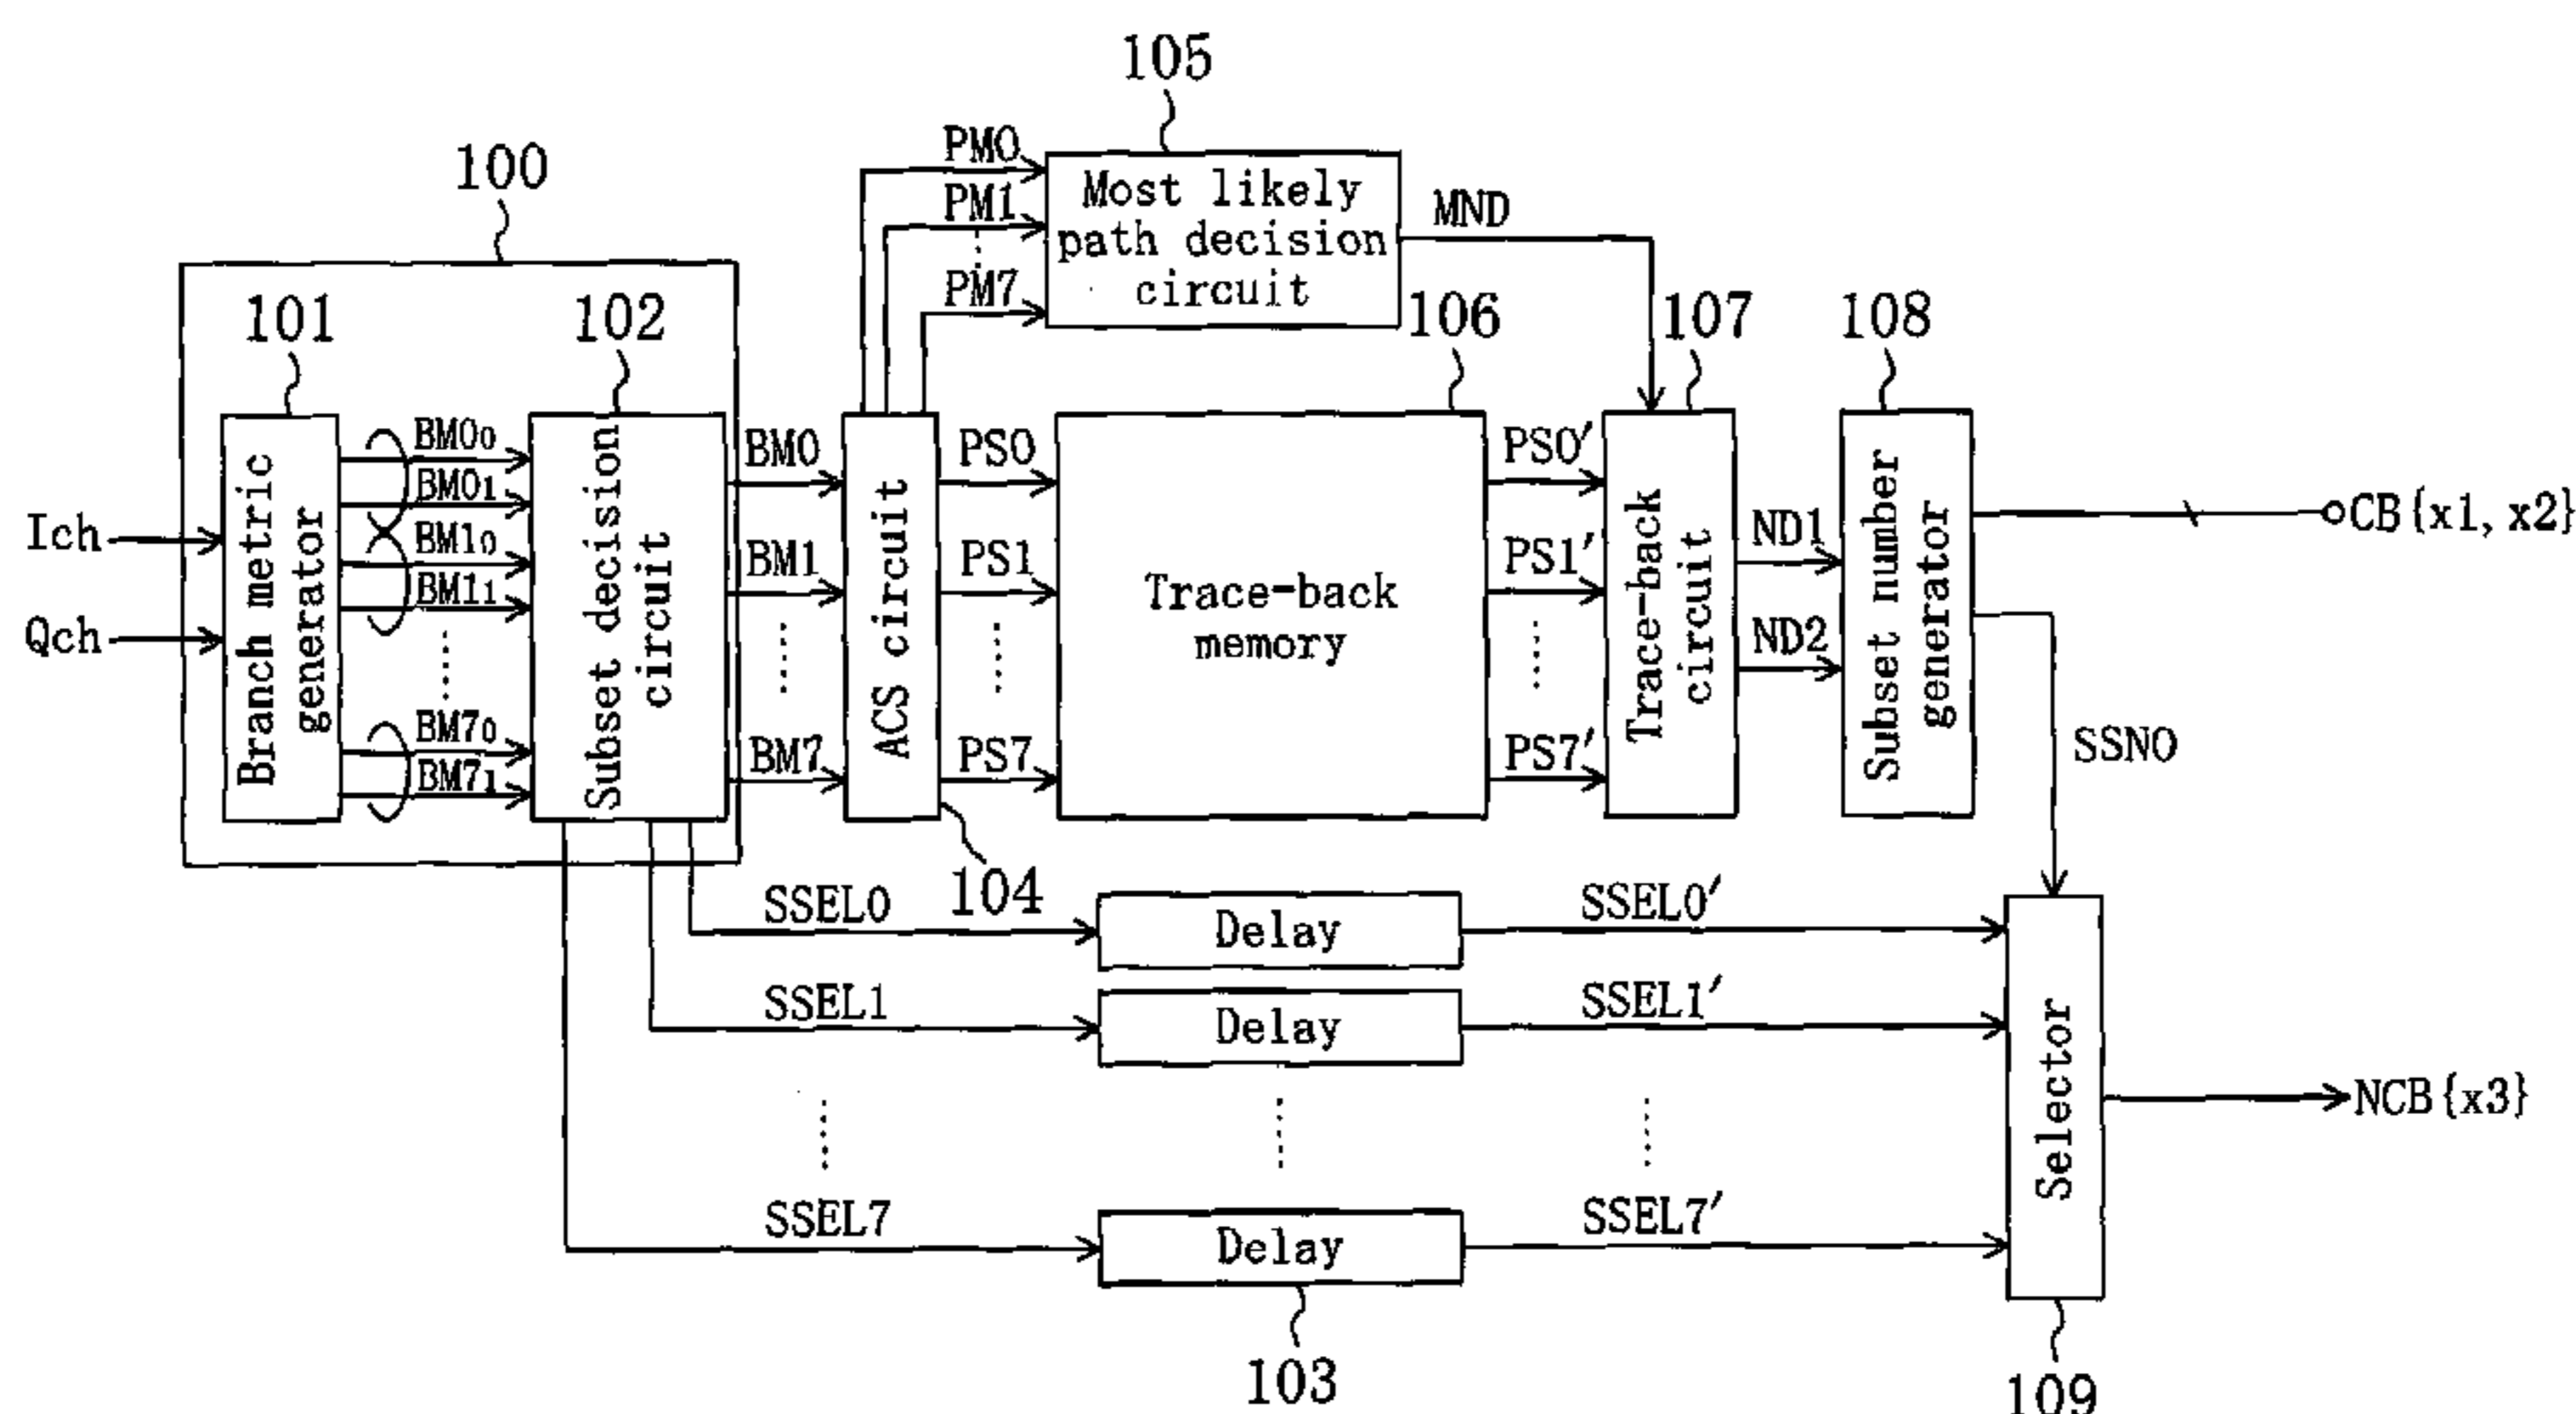 105
100
PM0
PM1
PM7
Most likely
path decision
circuit
MND
101
102
106
107
108
Ich
Qch
Branch metric
generator
BM0₀
BM0₁
BM1₀
BM1₁
BM7₀
BM7₁
Subset decision
circuit
BM0
BM1
BM7
ACS circuit
104
PS0
PS1
PS7
Trace-back
memory
PS0'
PS1'
PS7'
Trace-back
circuit
ND1
ND2
Subset number
generator
CB{x1, x2}
SSNO
SSEL0
Delay
SSEL0'
SSEL1
Delay
SSEL1'
SSEL7
Delay
SSEL7'
103
Selector
NCB{x3}
109